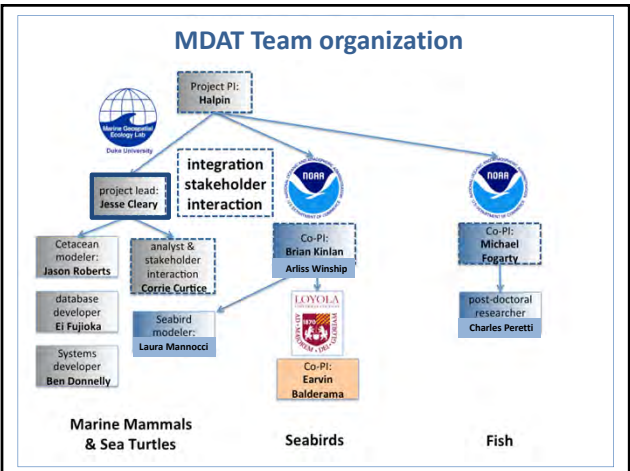 MDAT Team organization
Project PI:
Halpin
Marine Geospatial
Ecology Lab
Duke University
integration
stakeholder
interaction
NOAA
NOAA
project lead:
Jesse Cleary
Co-PI:
Brian Kinlan
Arliss Winship
Co-PI:
Michael
Fogarty
Cetacean
modeler:
Jason Roberts
analyst &
stakeholder
interaction
Corrie Curtice
database
developer
Ei Fujioka
Seabird
modeler:
Laura Mannocci
LOYOLA
1870
post-doctoral
researcher
Charles Peretti
Systems
developer
Ben Donnelly
Co-PI:
Earvin
Balderama
Marine Mammals
& Sea Turtles
Seabirds
Fish